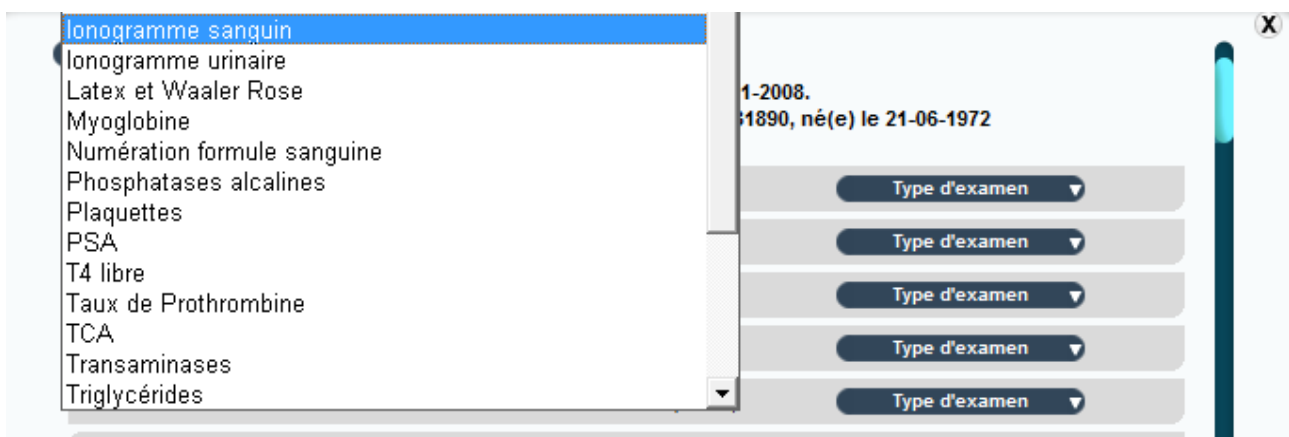 Ionogramme sanguin
X
Ionogramme urinaire
Latex et Waaler Rose
1-2008.
Myoglobine
1890, né(e) le 21-06-1972
Numération formule sanguine
Phosphatases alcalines
Type d'examen
Plaquettes
PSA
Type d'examen
T4 libre
Taux de Prothrombine
Type d'examen
TCA
Type d'examen
Transaminases
Triglycérides
Type d'examen